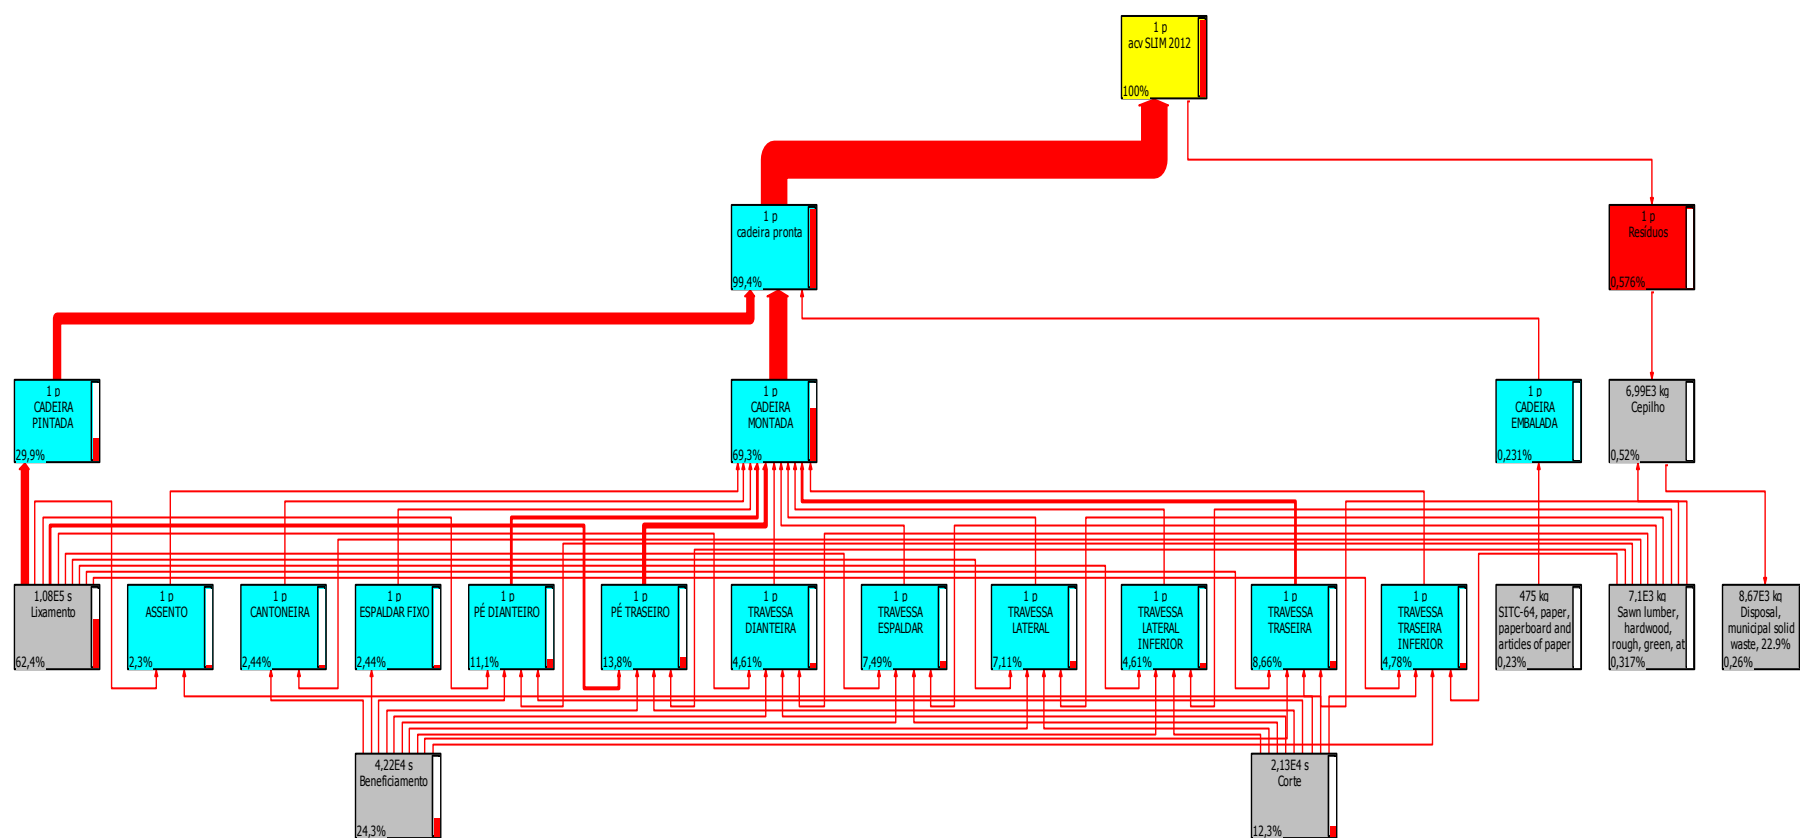 1 p
acv SLIM 2012
100%
1 p
cadeira pronta
99,4%
1 p
Resíduos
0,576%
1 p
CADEIRA
PINTADA
29,9%
1 p
CADEIRA
MONTADA
69,3%
1 p
CADEIRA
EMBALADA
0,231%
6,99E3 kg
Cepilho
0,52%
1,08E5 s
Lixamento
62,4%
1 p
ASSENTO
2,3%
1 p
CANTONEIRA
2,44%
1 p
ESPALDAR FIXO
2,44%
1 p
PÉ DIANTEIRO
11,1%
1 p
PÉ TRASEIRO
13,8%
1 p
TRAVESSA
DIANTEIRA
4,61%
1 p
TRAVESSA
ESPALDAR
7,49%
1 p
TRAVESSA
LATERAL
7,11%
1 p
TRAVESSA
LATERAL
INFERIOR
4,61%
1 p
TRAVESSA
TRASEIRA
8,66%
1 p
TRAVESSA
TRASEIRA
INFERIOR
4,78%
475 kg
SITC-64, paper,
paperboard and
articles of paper
0,23%
7,1E3 kg
Sawn lumber,
hardwood,
rough, green, at
0,317%
8,67E3 kg
Disposal,
municipal solid
waste, 22.9%
0,26%
4,22E4 s
Beneficiamento
24,3%
2,13E4 s
Corte
12,3%